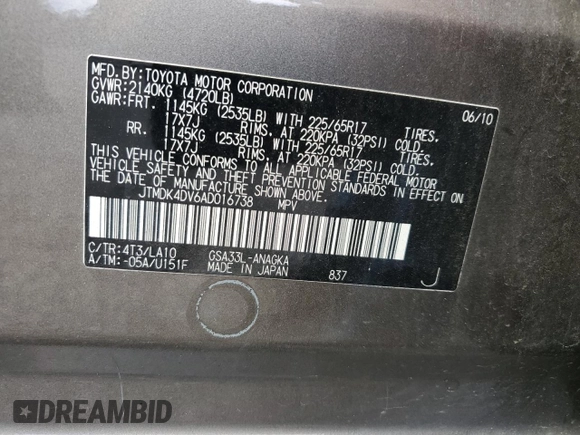 MFD. BY: TOYOTA MOTOR CORPORATION 06/10
GVWR: 2140KG (4720LB)
GAWR: FRT. 1145KG (2535LB) WITH 225/65R17 TIRES,
17X7J RIMS, AT 220KPA (32PSI) COLD.
RR. 1145KG (2535LB) WITH 225/65R17 TIRES,
17X7J RIMS, AT 220KPA (32PSI) COLD.
THIS VEHICLE CONFORMS TO ALL APPLICABLE FEDERAL MOTOR
VEHICLE SAFETY AND THEFT PREVENTION STANDARDS IN EFFECT ON
THE DATE OF MANUFACTURE SHOWN ABOVE.
JTMDK4DV6AD016738 MPV
C/TR: 4T3/LA10 GSA33L-ANAGKA
A/TM: -05A/U151F MADE IN JAPAN 837 J
DREAMBID